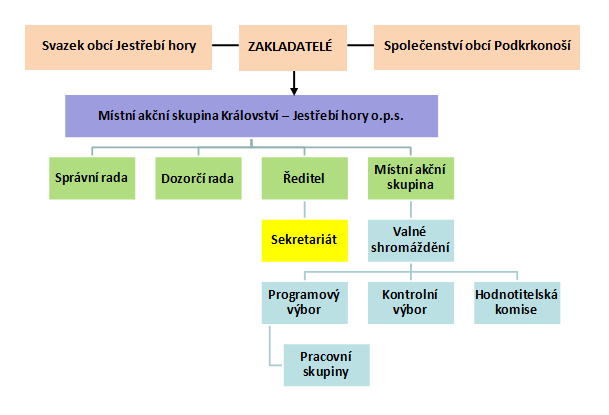 Svazek obcí Jestřebí hory
ZAKLADATELÉ
Společenství obcí Podkrkonoší
Místní akční skupina Království – Jestřebí hory o.p.s.
Správní rada
Dozorčí rada
Ředitel
Místní akční
skupina
Sekretariát
Valné
shromáždění
Programový
výbor
Kontrolní
výbor
Hodnotitelská
komise
Pracovní
skupiny